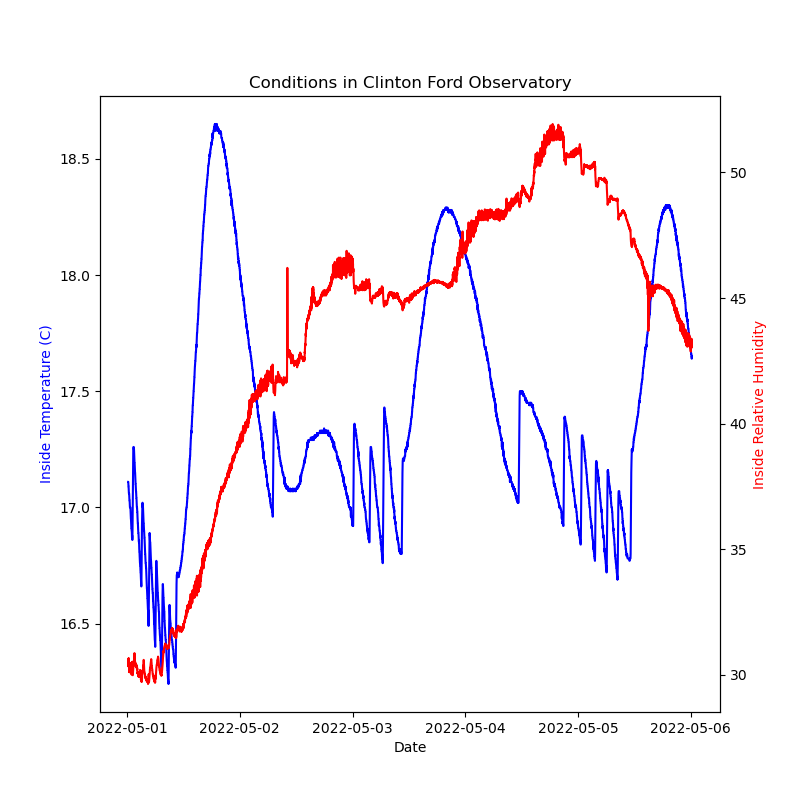 Conditions in Clinton Ford Observatory
Inside Temperature (C)
18.5
18.0
17.5
17.0
16.5
50
45
40
35
30
Inside Relative Humidity
2022-05-01 2022-05-02 2022-05-03 2022-05-04 2022-05-05 2022-05-06
Date